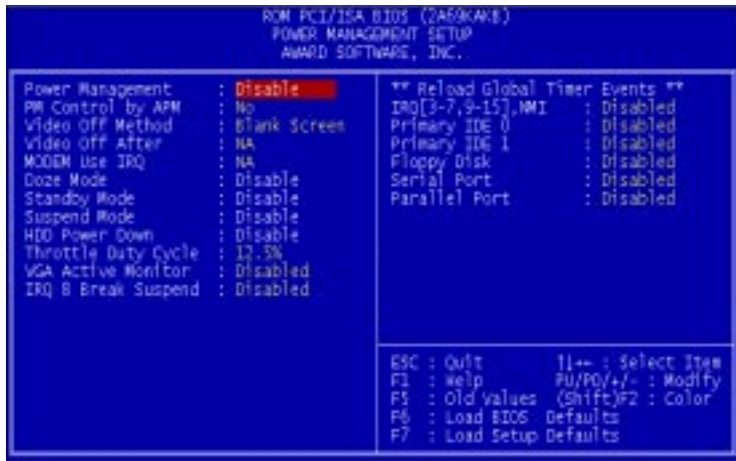 ROM PCI/ISA BIOS (2A69KAKB)
POWER MANAGEMENT SETUP
AWARD SOFTWARE, INC.
Power Management : Disable
PM Control by APM : No
Video Off Method : Blank Screen
Video Off After : NA
MODEM Use IRQ : NA
Doze Mode : Disable
Standby Mode : Disable
Suspend Mode : Disable
HDD Power Down : Disable
Throttle Duty Cycle : 12.5%
VGA Active Monitor : Disabled
IRQ 8 Break Suspend : Disabled
** Reload Global Timer Events **
IRQ[3-7,9-15],NMI : Disabled
Primary IDE 0 : Disabled
Primary IDE 1 : Disabled
Floppy Disk : Disabled
Serial Port : Disabled
Parallel Port : Disabled
ESC : Quit ↑↓→← : Select Item
F1 : Help PU/PD/+/- : Modify
F5 : Old Values (Shift)F2 : Color
F6 : Load BIOS Defaults
F7 : Load Setup Defaults